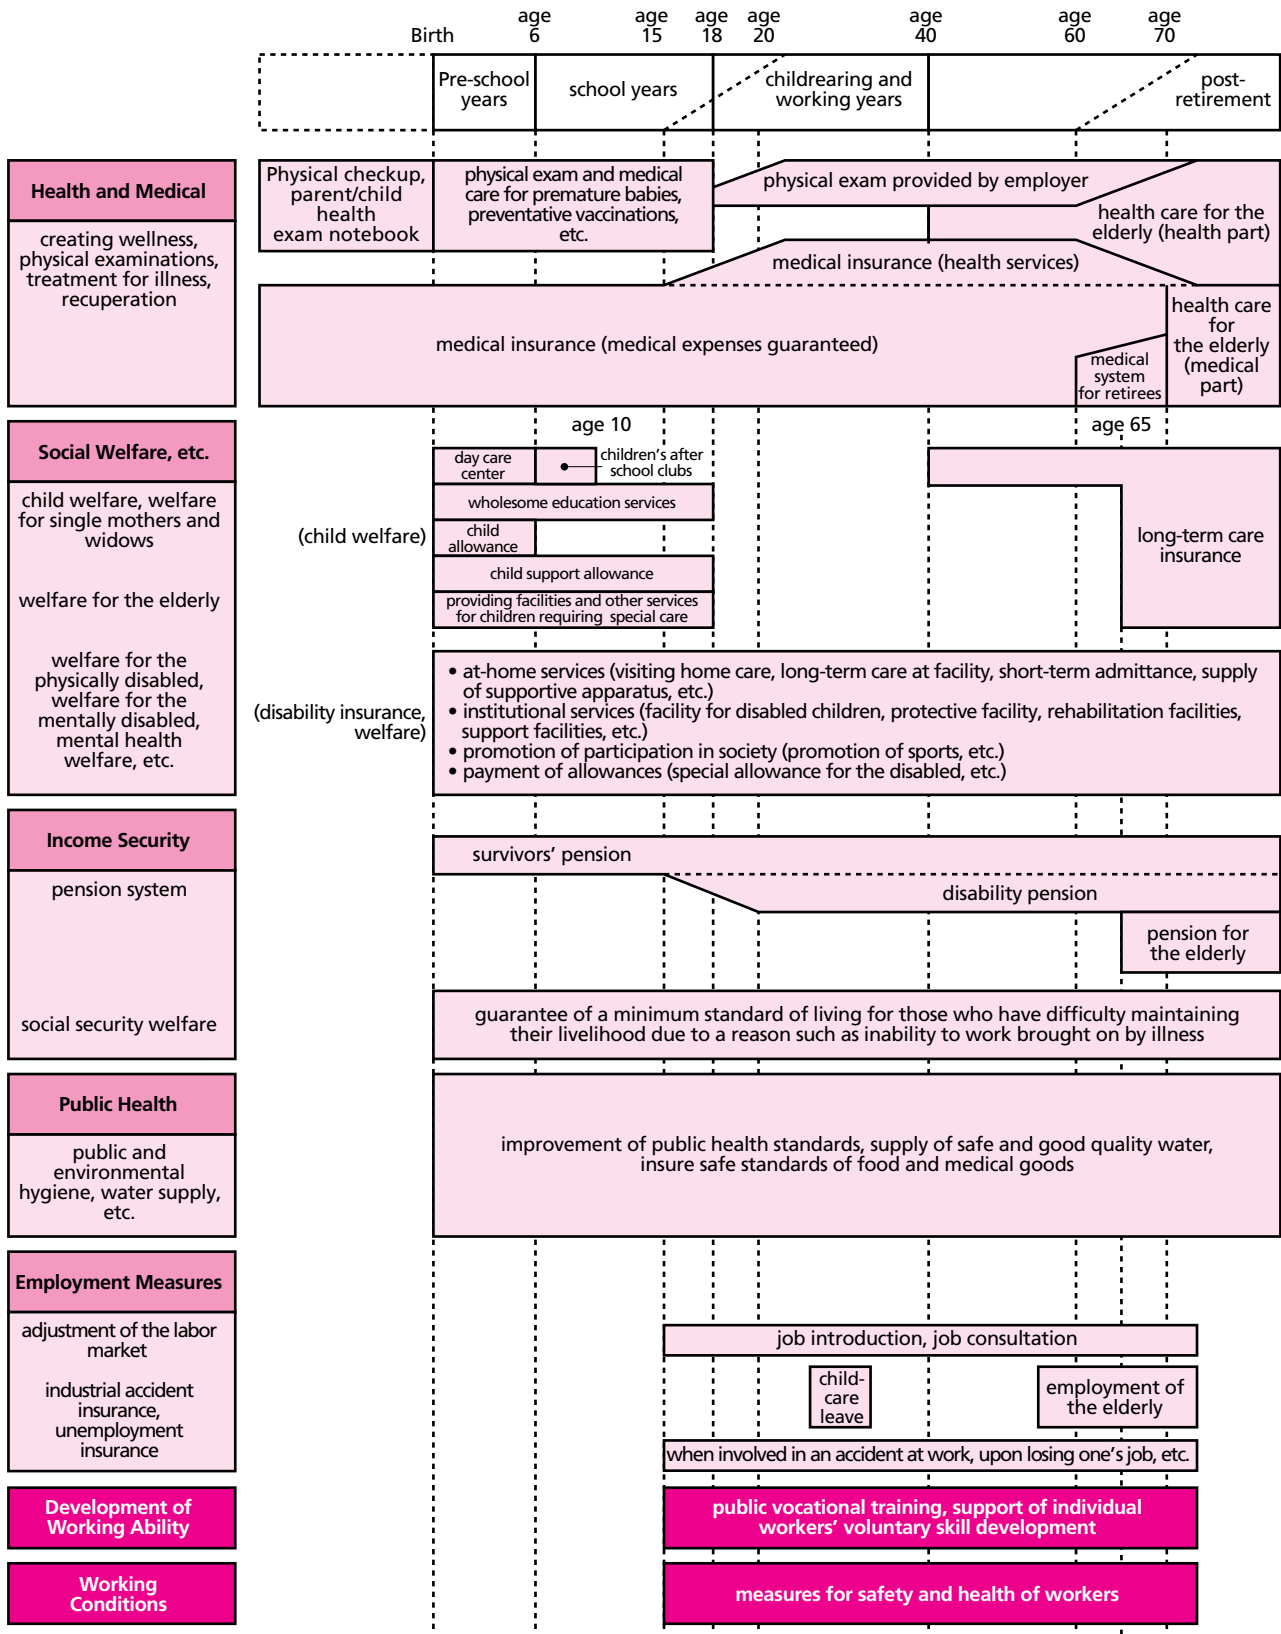 Birth
age
6
age
15
age
18
age
20
age
40
age
60
age
70
Pre-school
years
school years
childrearing and
working years
post-
retirement
Health and Medical
creating wellness,
physical examinations,
treatment for illness,
recuperation
Physical checkup,
parent/child
health
exam notebook
physical exam and medical
care for premature babies,
preventative vaccinations,
etc.
physical exam provided by employer
health care for the
elderly (health part)
medical insurance (health services)
medical insurance (medical expenses guaranteed)
medical
system
for retirees
health care
for
the elderly
(medical
part)
Social Welfare, etc.
child welfare, welfare
for single mothers and
widows
welfare for the elderly
welfare for the
physically disabled,
welfare for the
mentally disabled,
mental health
welfare, etc.
age 10
age 65
(child welfare)
day care
center
• children's after
school clubs
wholesome education services
child
allowance
child support allowance
providing facilities and other services
for children requiring special care
long-term care
insurance
(disability insurance,
welfare)
• at-home services (visiting home care, long-term care at facility, short-term admittance, supply
of supportive apparatus, etc.)
• institutional services (facility for disabled children, protective facility, rehabilitation facilities,
support facilities, etc.)
• promotion of participation in society (promotion of sports, etc.)
• payment of allowances (special allowance for the disabled, etc.)
Income Security
pension system
social security welfare
survivors' pension
disability pension
pension for
the elderly
guarantee of a minimum standard of living for those who have difficulty maintaining
their livelihood due to a reason such as inability to work brought on by illness
Public Health
public and
environmental
hygiene, water supply,
etc.
improvement of public health standards, supply of safe and good quality water,
insure safe standards of food and medical goods
Employment Measures
adjustment of the labor
market
industrial accident
insurance,
unemployment
insurance
job introduction, job consultation
child-
care
leave
employment of
the elderly
when involved in an accident at work, upon losing one's job, etc.
Development of
Working Ability
public vocational training, support of individual
workers' voluntary skill development
Working
Conditions
measures for safety and health of workers